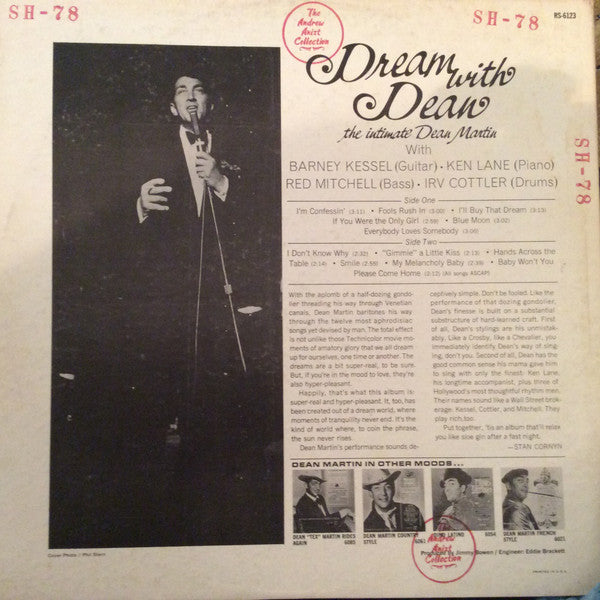 SH-78
The
Andrew
Arist
Collection
SH-78
RS-6123
Dream with
Dean
the intimate Dean Martin
With
BARNEY KESSEL (Guitar) · KEN LANE (Piano)
RED MITCHELL (Bass) · IRV COTTLER (Drums)
SH-78
Side One
I'm Confessin' (3:11) • Fools Rush In (3:00) • I'll Buy That Dream (3:13)
If You Were the Only Girl (2:59) • Blue Moon (3:02)
Everybody Loves Somebody (3:06)
Side Two
I Don't Know Why (2:32) • "Gimmie" a Little Kiss (2:13) • Hands Across the
Table (2:14) • Smile (2:59) • My Melancholy Baby (2:39) • Baby Won't You
Please Come Home (2:12) (All songs ASCAP)
With the aplomb of a half-dozing gondo-
lier threading his way through Venetian
canals, Dean Martin baritones his way
through the twelve most aphrodisiac
songs yet devised by man. The total effect
is not unlike those Technicolor movie mo-
ments of amatory glory that we all dream
up for ourselves, one time or another. The
dreams are a bit super-real, to be sure.
But, if you're in the mood to love, they're
also hyper-pleasant.
Happily, that's what this album is:
super-real and hyper-pleasant. It, too, has
been created out of a dream world, where
moments of tranquility never end. It's the
kind of world where, to coin the phrase,
the sun never rises.
Dean Martin's performance sounds de-
ceptively simple. Don't be fooled. Like the
performance of that dozing gondolier,
Dean's finesse is built on a substantial
substructure of hard-earned craft. First
of all, Dean's stylings are his unmistak-
ably. Like a Crosby, like a Chevalier, you
immediately identify Dean's way of sing-
ing, don't you. Second of all, Dean has the
good common sense his mama gave him
to sing with only the finest: Ken Lane,
his longtime accompanist, plus three of
Hollywood's most thoughtful rhythm men.
Their names sound like a Wall Street brok-
erage. Kessel, Cottler, and Mitchell. They
play rich, too.
Put together, 'tis an album that'll relax
you like sloe gin after a fast night.
—STAN CORNYN
DEAN MARTIN IN OTHER MOODS...
DEAN "TEX" MARTIN RIDES
AGAIN 6085
DEAN MARTIN COUNTRY
STYLE 6061
LATINO 6054
DEAN MARTIN FRENCH
STYLE 6021
The
Andrew
Arist
Collection
Produced by Jimmy Bowen / Engineer: Eddie Brackett
Cover Photo / Phil Stern
PRINTED IN U.S.A.